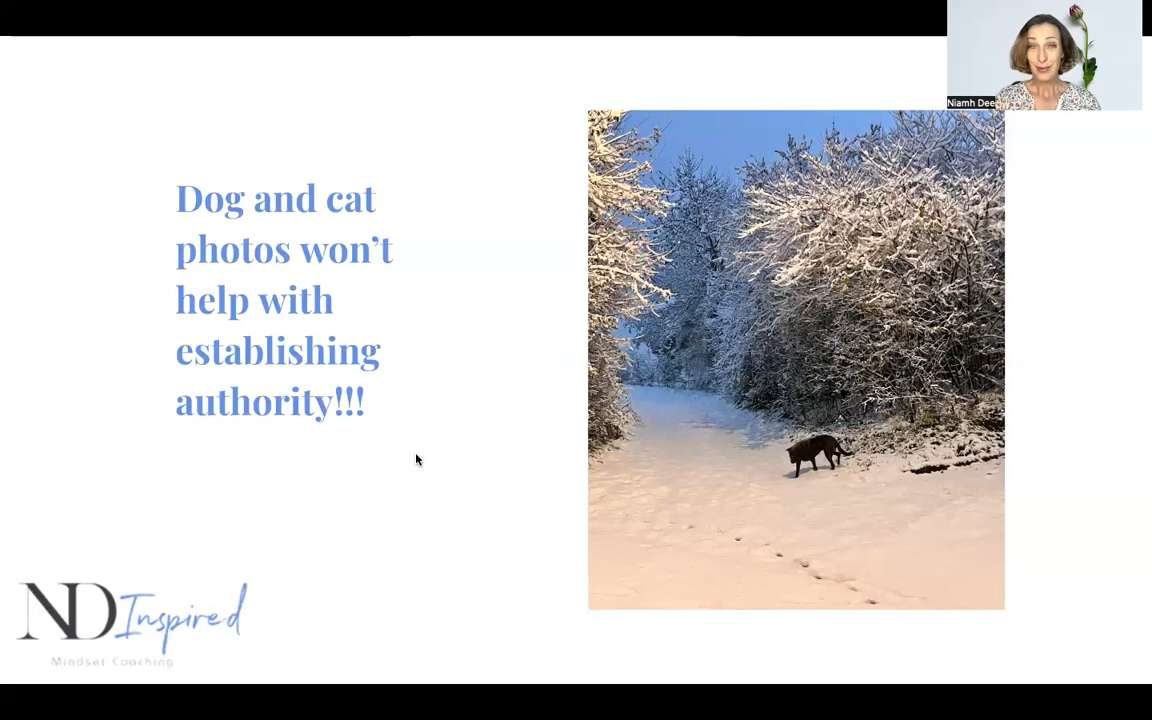 Niamh Dee
Dog and cat
photos won’t
help with
establishing
authority!!!
ND Inspired
Mindset Coaching